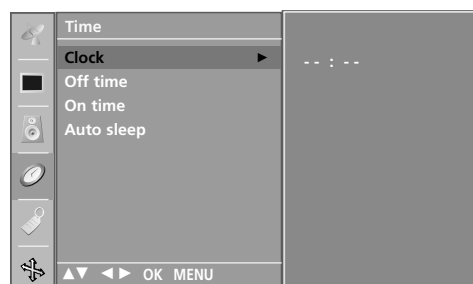 Time
Clock ►
- - : - -
Off time
On time
Auto sleep
▲▼ ◄► OK MENU